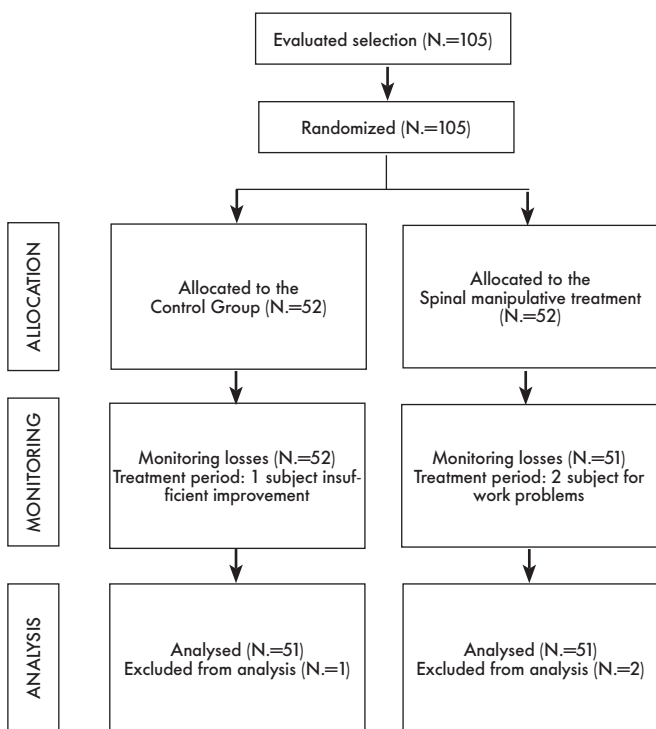 Evaluated selection (N.=105)
Randomized (N.=105)
ALLOCATION
Allocated to the
Control Group (N.=52)
Allocated to the
Spinal manipulative treatment
(N.=52)
MONITORING
Monitoring losses (N.=52)
Treatment period: 1 subject insuf-
ficient improvement
Monitoring losses (N.=51)
Treatment period: 2 subject for
work problems
ANALYSIS
Analysed (N.=51)
Excluded from analysis (N.=1)
Analysed (N.=51)
Excluded from analysis (N.=2)